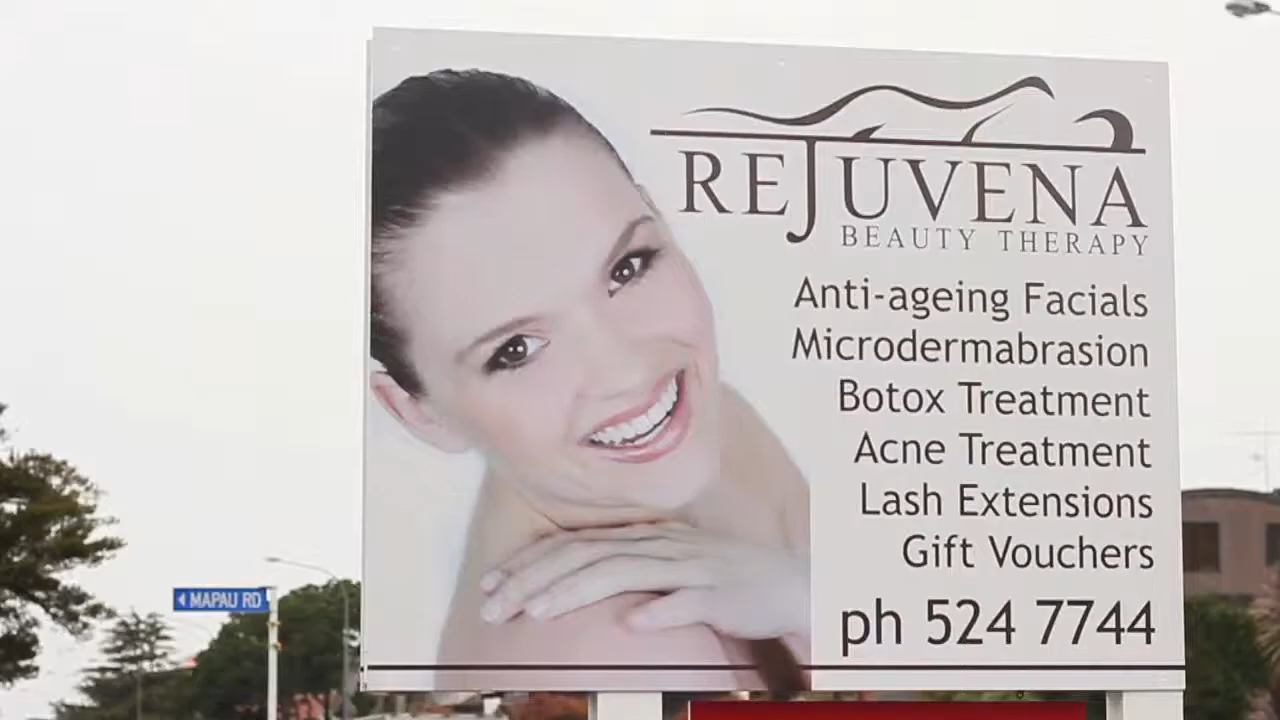 REJUVENA
BEAUTY THERAPY
Anti-ageing Facials
Microdermabrasion
Botox Treatment
Acne Treatment
Lash Extensions
Gift Vouchers
ph 524 7744
MAPAU RD